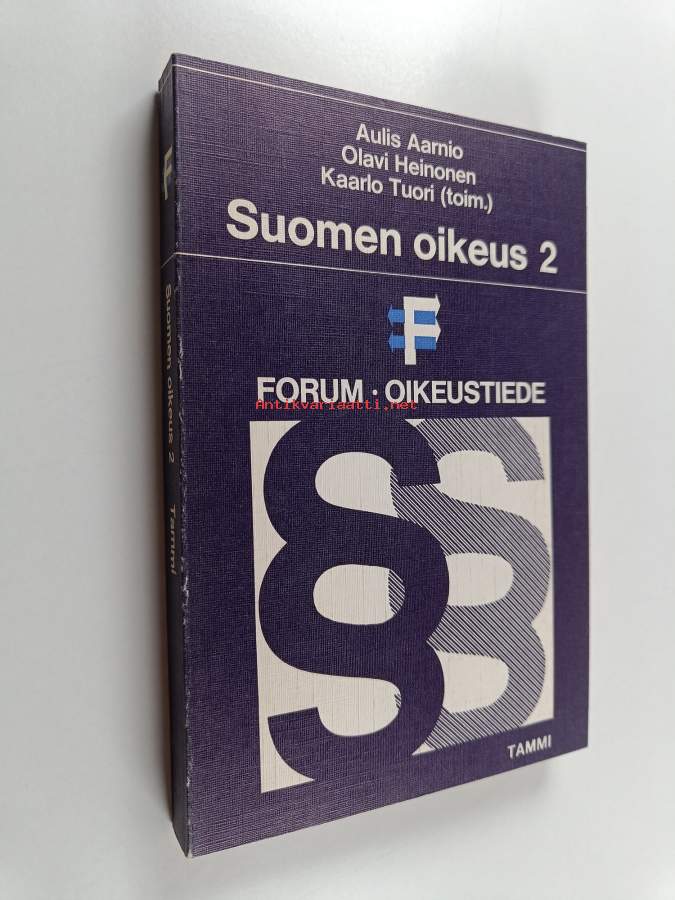 Aulis Aarnio
Olavi Heinonen
Kaarlo Tuori (toim.)
Suomen oikeus 2
F
FORUM · OIKEUSTIEDE
Antikvariaatti.net
§§
TAMMI
F
Suomen oikeus 2
Tammi